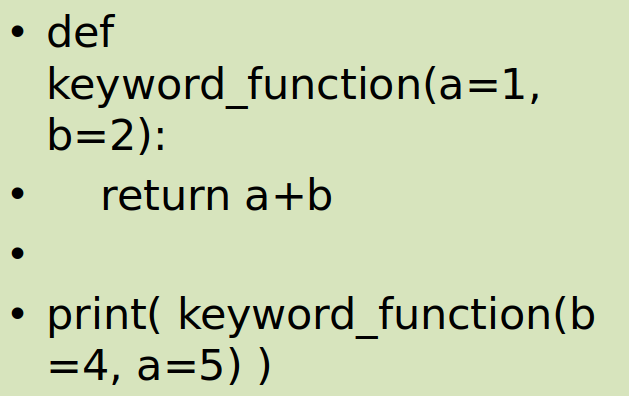 • def
keyword_function(a=1,
b=2):
•     return a+b
•
• print( keyword_function(b
=4, a=5) )